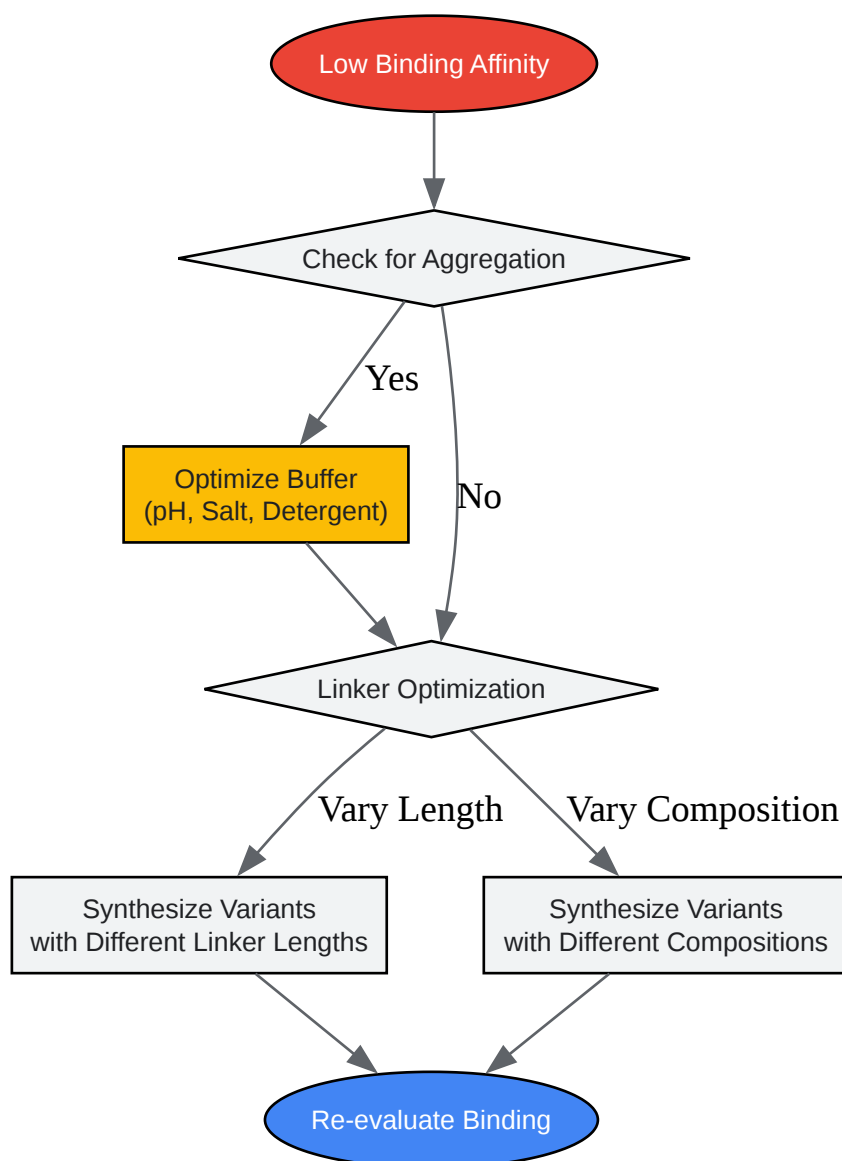 Low Binding Affinity
Check for Aggregation
Yes
Optimize Buffer
(pH, Salt, Detergent)
No
Linker Optimization
Vary Length
Vary Composition
Synthesize Variants
with Different Linker Lengths
Synthesize Variants
with Different Compositions
Re-evaluate Binding